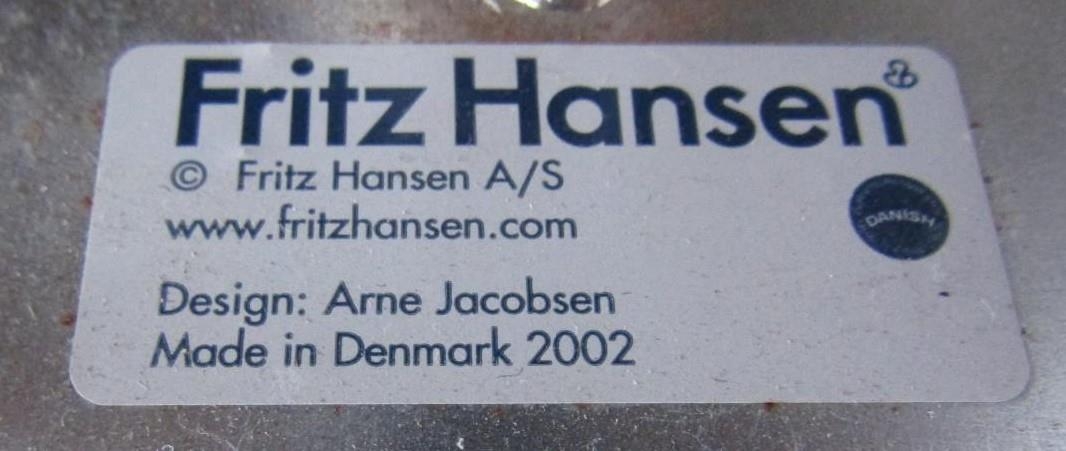 Fritz Hansen
© Fritz Hansen A/S
www.fritzhansen.com
DANISH
Design: Arne Jacobsen
Made in Denmark 2002